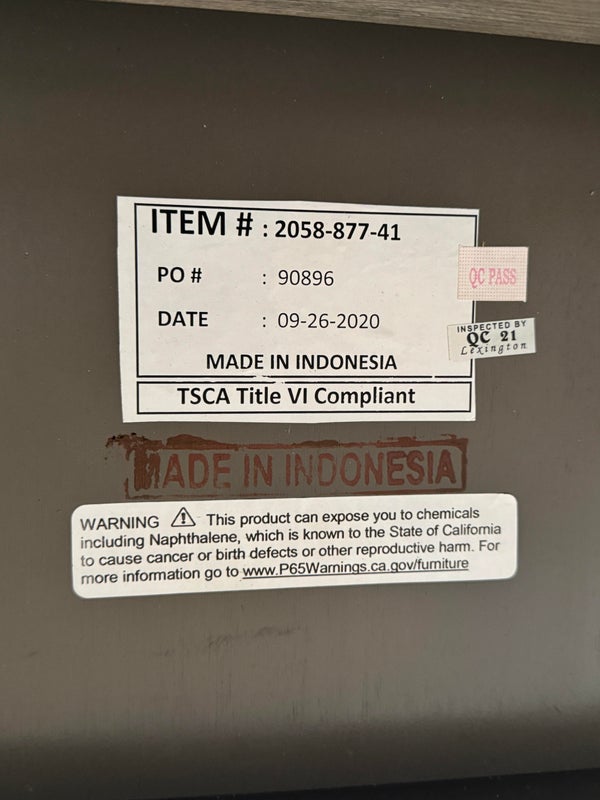 ITEM # : 2058-877-41
PO # : 90896
DATE : 09-26-2020
MADE IN INDONESIA
TSCA Title VI Compliant
QC PASS
INSPECTED BY
QC 21
Lexington
MADE IN INDONESIA
WARNING ⚠ This product can expose you to chemicals
including Naphthalene, which is known to the State of California
to cause cancer or birth defects or other reproductive harm. For
more information go to www.P65Warnings.ca.gov/furniture